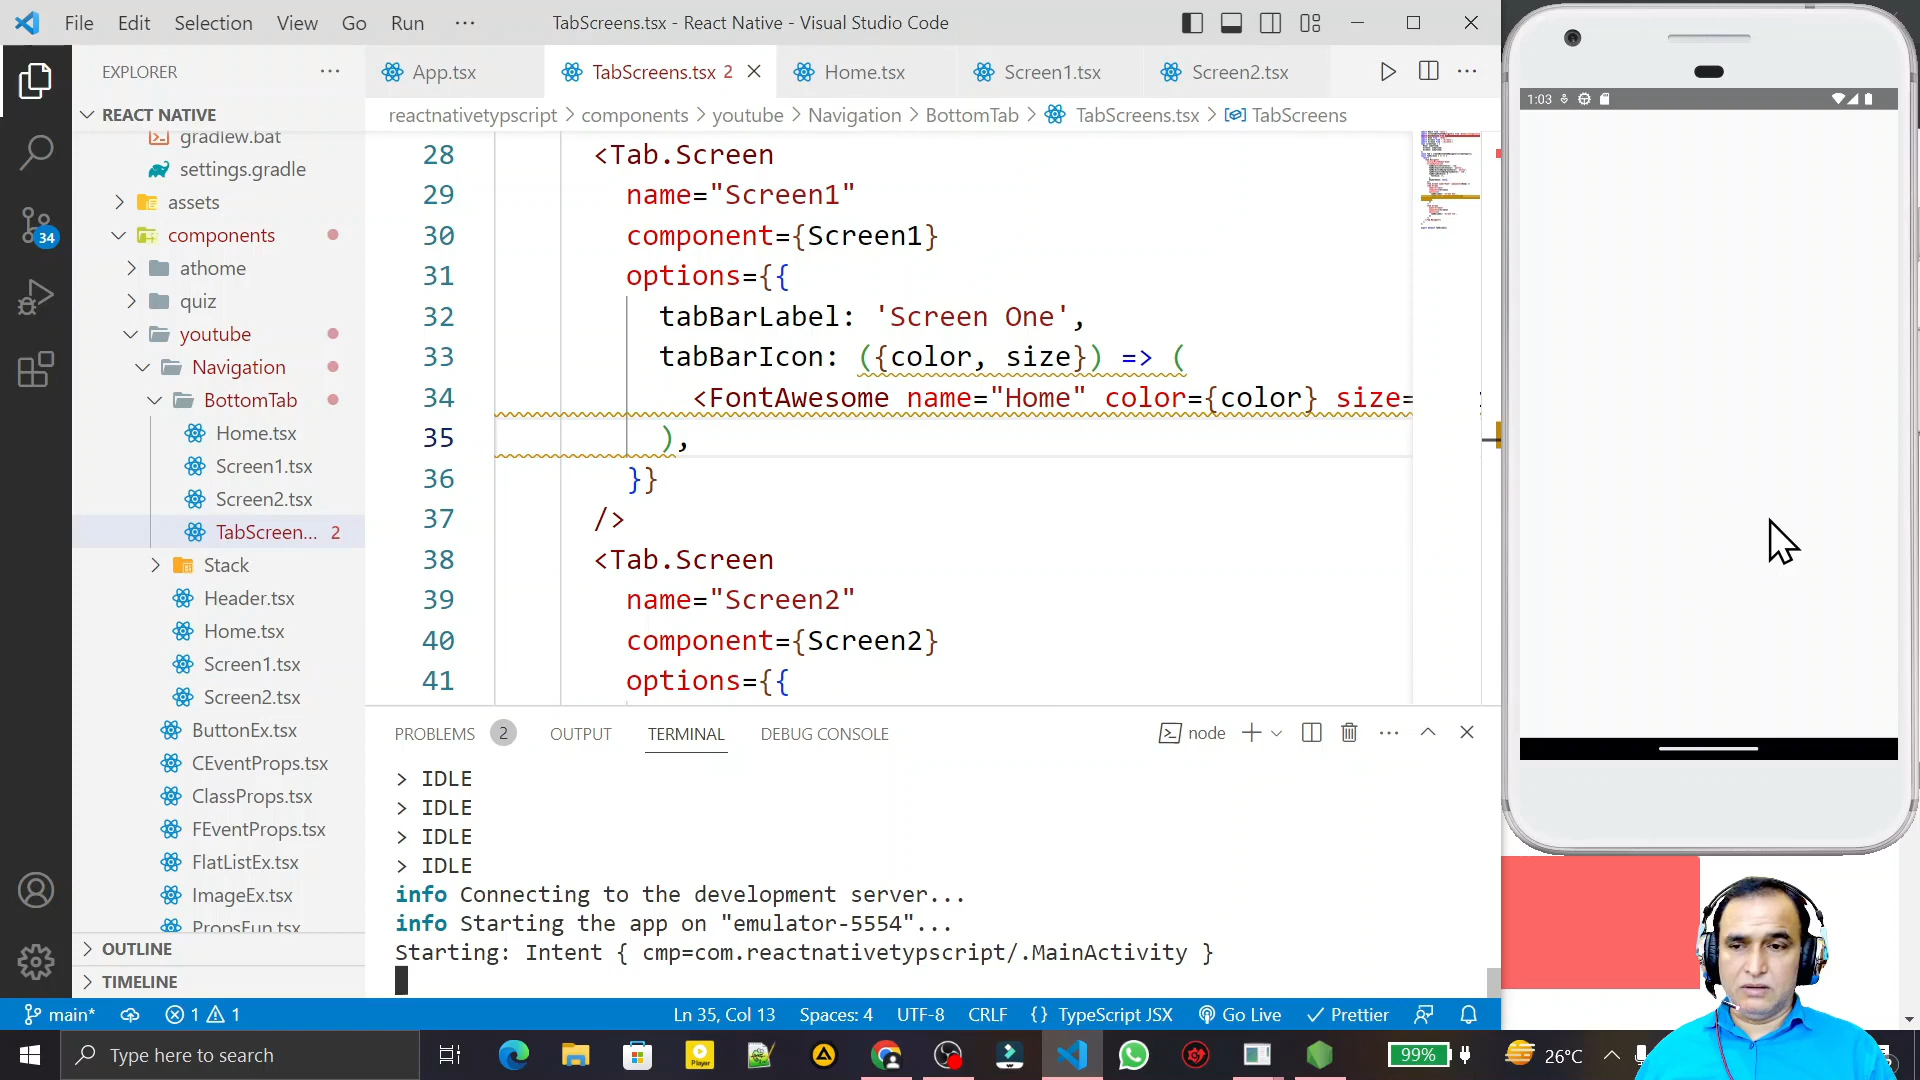 File Edit Selection View Go Run ··· TabScreens.tsx - React Native - Visual Studio Code
EXPLORER ···
App.tsx TabScreens.tsx 2 Home.tsx Screen1.tsx Screen2.tsx ···
REACT NATIVE
reactnativetypescript > components > youtube > Navigation > BottomTab > TabScreens.tsx > TabScreens
gradlew.bat
settings.gradle
assets
components
athome
quiz
youtube
Navigation
BottomTab
Home.tsx
Screen1.tsx
Screen2.tsx
TabScreen... 2
Stack
Header.tsx
Home.tsx
Screen1.tsx
Screen2.tsx
ButtonEx.tsx
CEventProps.tsx
ClassProps.tsx
FEventProps.tsx
FlatListEx.tsx
ImageEx.tsx
PropsFun.tsx
OUTLINE
TIMELINE
34
28 <Tab.Screen
29 name="Screen1"
30 component={Screen1}
31 options={{
32 tabBarLabel: 'Screen One',
33 tabBarIcon: ({color, size}) => (
34 <FontAwesome name="Home" color={color} size=
35 ),
36 }}
37 />
38 <Tab.Screen
39 name="Screen2"
40 component={Screen2}
41 options={{
PROBLEMS 2 OUTPUT TERMINAL DEBUG CONSOLE node ···
> IDLE
> IDLE
> IDLE
> IDLE
info Connecting to the development server...
info Starting the app on "emulator-5554"...
Starting: Intent { cmp=com.reactnativetypescript/.MainActivity }
main* 1 1 Ln 35, Col 13 Spaces: 4 UTF-8 CRLF {} TypeScript JSX Go Live Prettier
Type here to search 99% 26°C
1:03